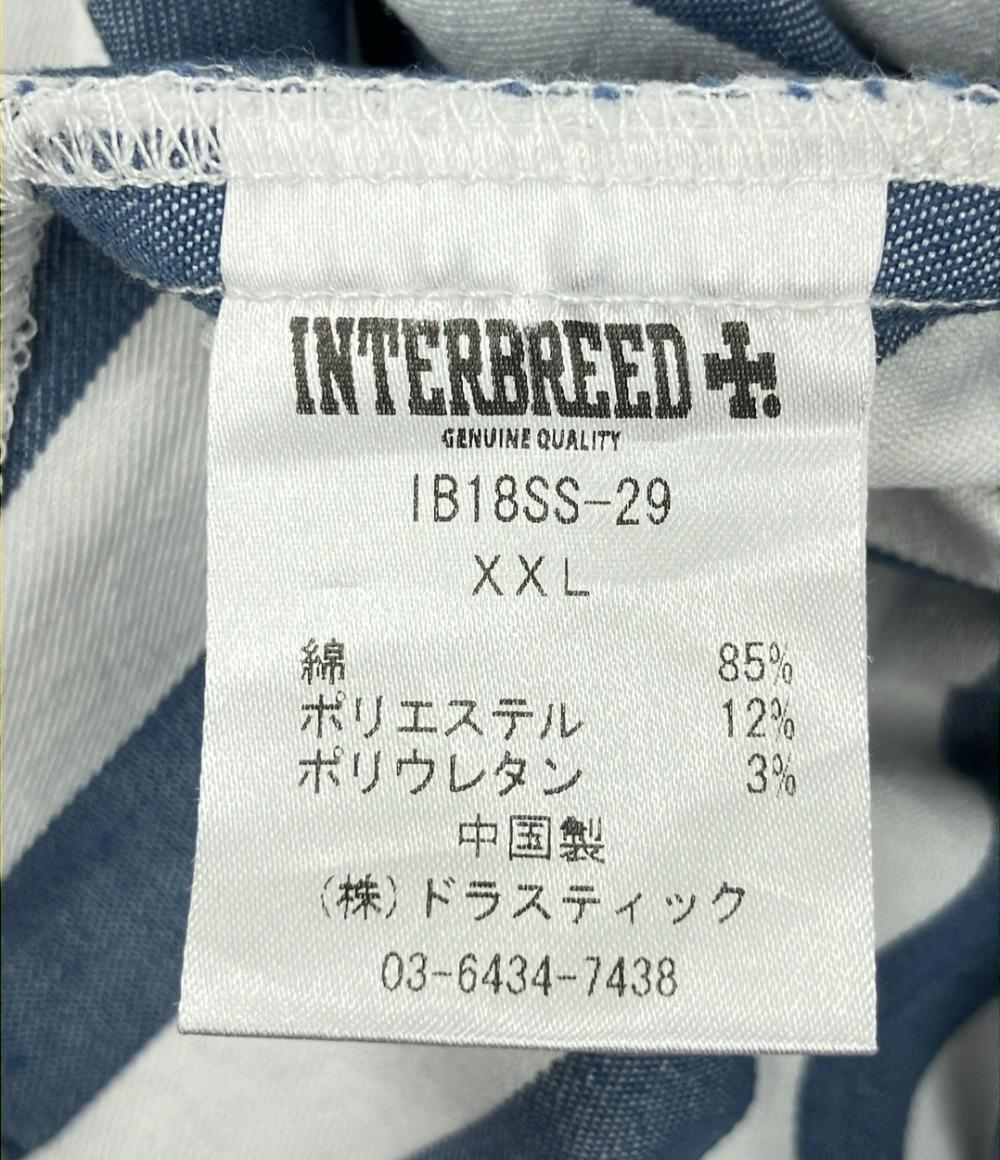 INTERBREED
GENUINE QUALITY
IB18SS-29
XXL
綿 85%
ポリエステル 12%
ポリウレタン 3%
中国製
(株)ドラスティック
03-6434-7438